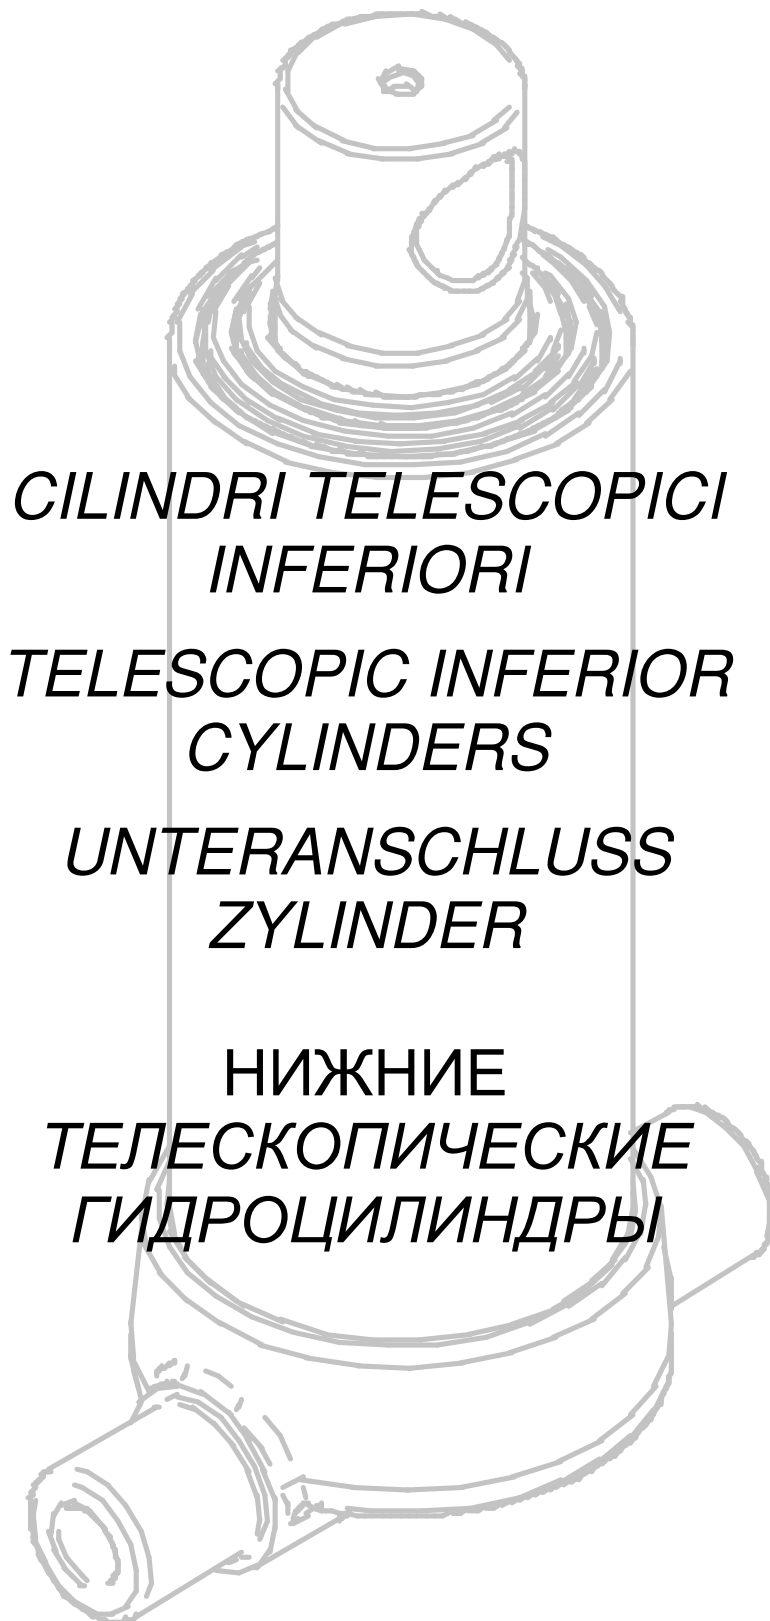 CILINDRI TELESCOPICI
INFERIORI
TELESCOPIC INFERIOR
CYLINDERS
UNTERANSCHLUSS
ZYLINDER
НИЖНИЕ
ТЕЛЕСКОПИЧЕСКИЕ
ГИДРОЦИЛИНДРЫ